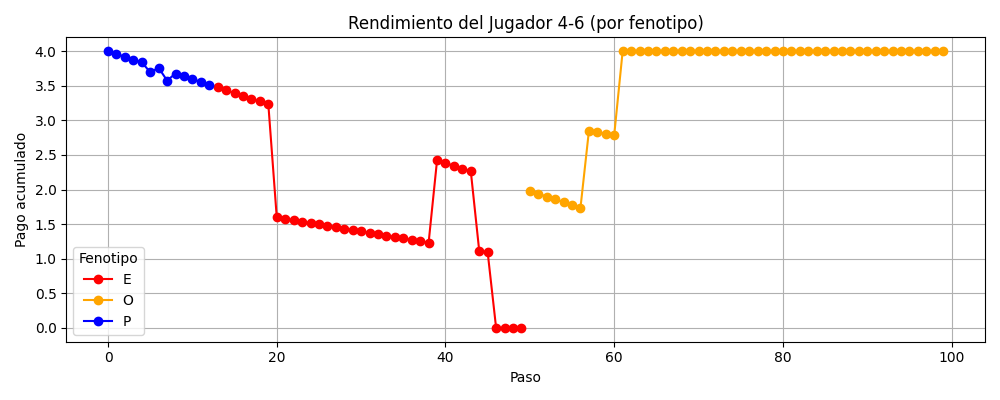 Rendimiento del Jugador 4-6 (por fenotipo)
Pago acumulado
4.0
3.5
3.0
2.5
2.0
1.5
1.0
0.5
0.0
Fenotipo
E
O
P
0 20 40 60 80 100
Paso